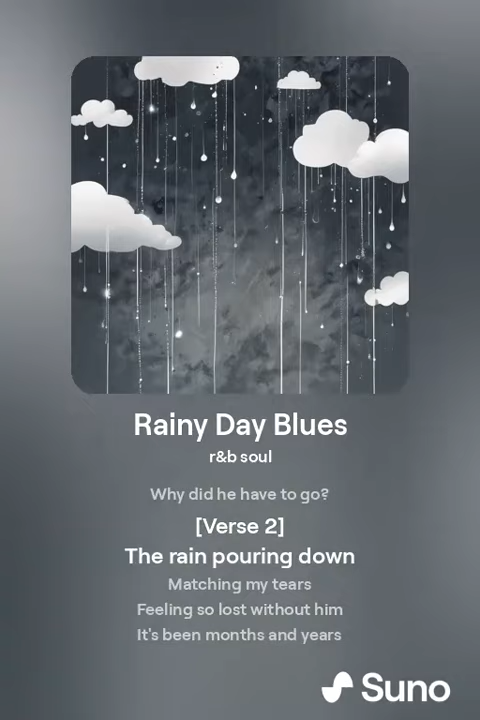 Rainy Day Blues
r&b soul
Why did he have to go?
[Verse 2]
The rain pouring down
Matching my tears
Feeling so lost without him
It's been months and years
Suno